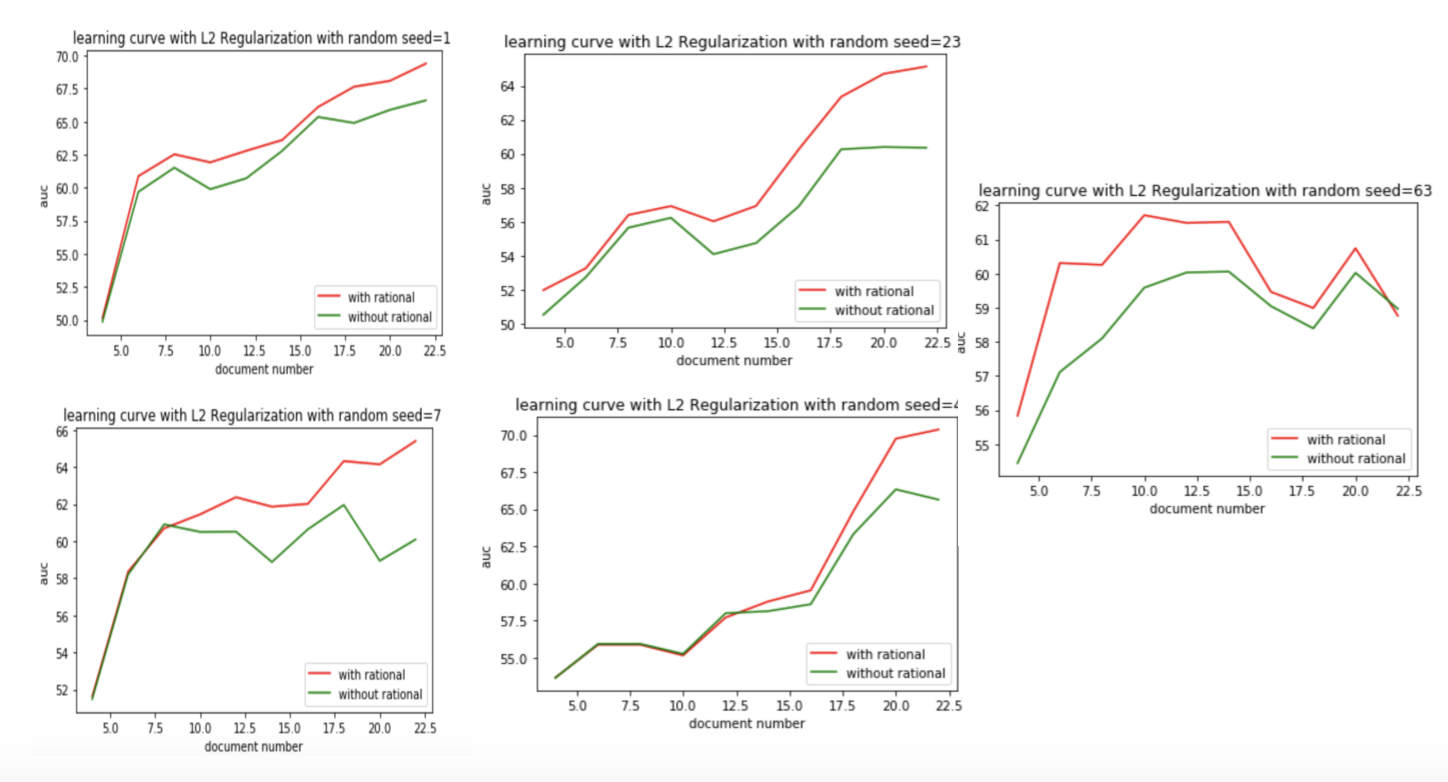 learning curve with L2 Regularization with random seed=1
70.0
67.5
65.0
62.5
60.0
57.5
55.0
52.5
50.0
auc
with rational
without rational
5.0 7.5 10.0 12.5 15.0 17.5 20.0 22.5
document number
learning curve with L2 Regularization with random seed=23
64
62
60
58
56
54
52
50
auc
with rational
without rational
5.0 7.5 10.0 12.5 15.0 17.5 20.0 22.5
document number
learning curve with L2 Regularization with random seed=63
62
61
60
59
58
57
56
55
auc
with rational
without rational
5.0 7.5 10.0 12.5 15.0 17.5 20.0 22.5
document number
learning curve with L2 Regularization with random seed=7
66
64
62
60
58
56
54
52
auc
with rational
without rational
5.0 7.5 10.0 12.5 15.0 17.5 20.0 22.5
document number
learning curve with L2 Regularization with random seed=4
70.0
67.5
65.0
62.5
60.0
57.5
55.0
auc
with rational
without rational
5.0 7.5 10.0 12.5 15.0 17.5 20.0 22.5
document number